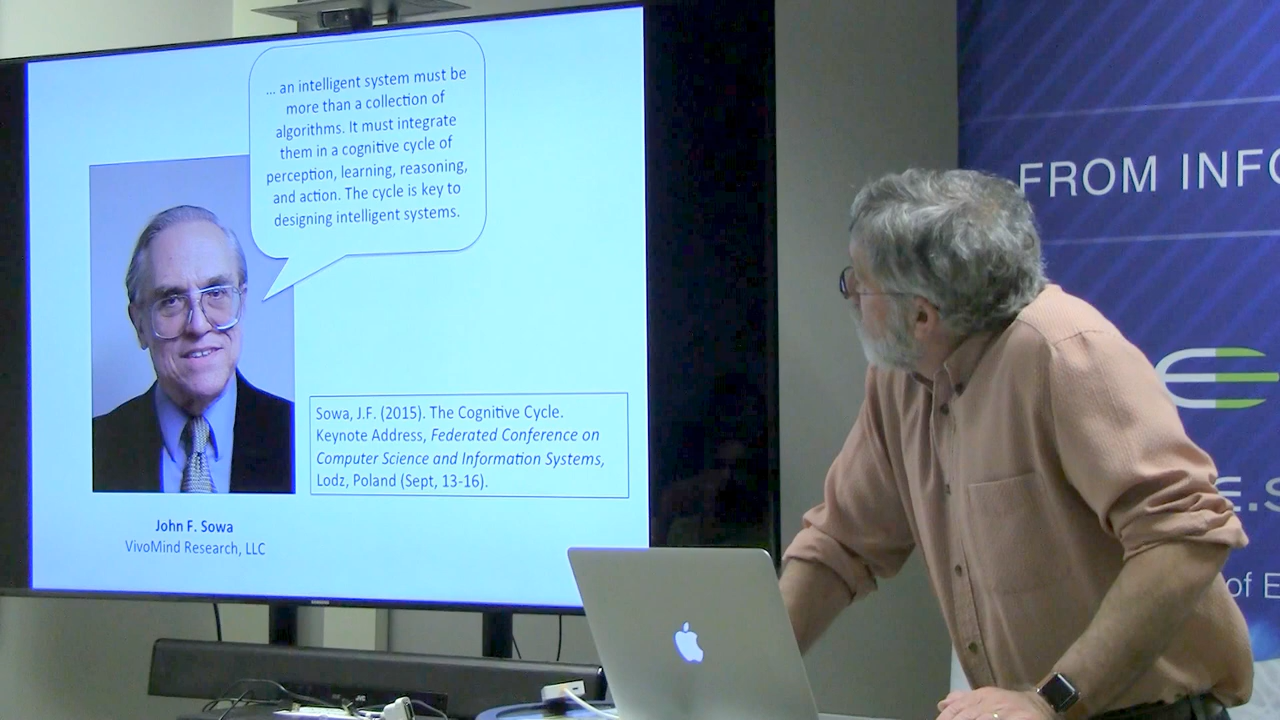 ... an intelligent system must be
more than a collection of
algorithms. It must integrate
them in a cognitive cycle of
perception, learning, reasoning,
and action. The cycle is key to
designing intelligent systems.
Sowa, J.F. (2015). The Cognitive Cycle.
Keynote Address, Federated Conference on
Computer Science and Information Systems,
Lodz, Poland (Sept, 13-16).
John F. Sowa
VivoMind Research, LLC
FROM INFO
E.S
of E